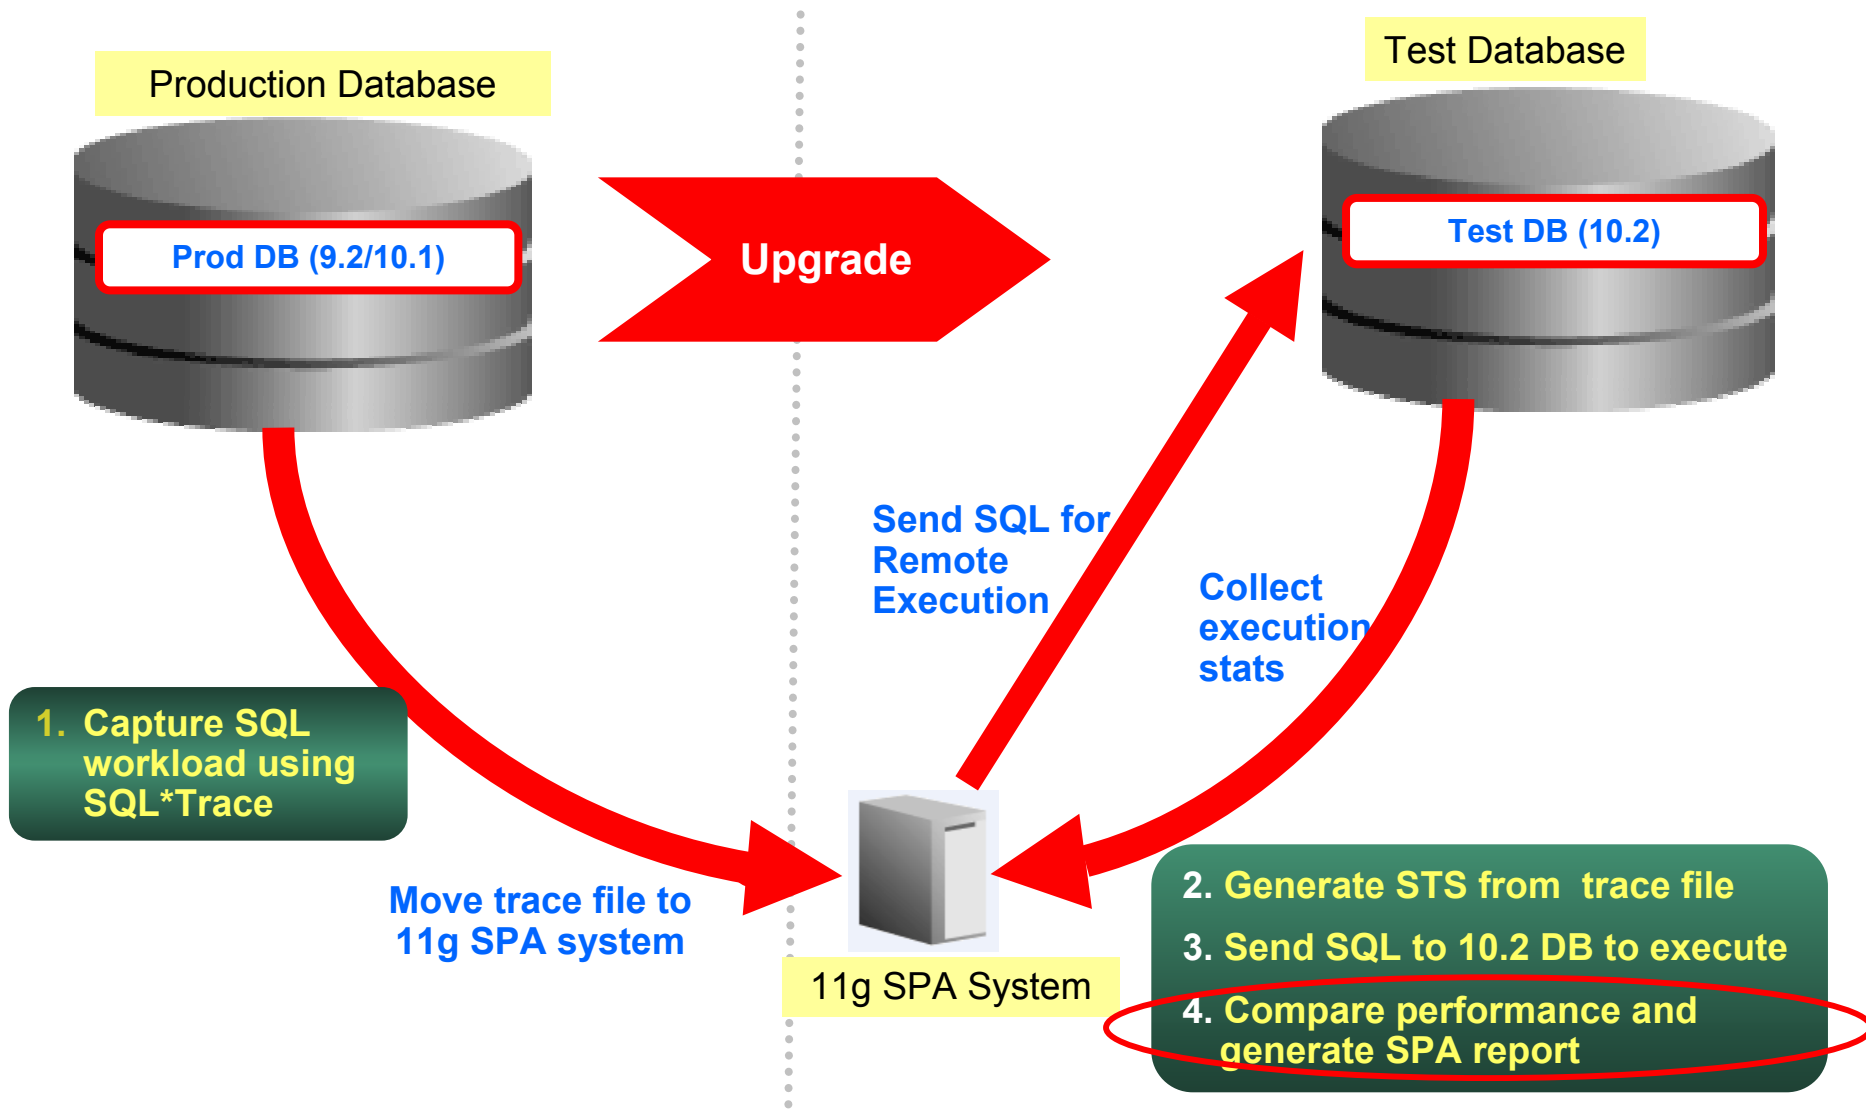 Production Database
Test Database
Prod DB (9.2/10.1)
Upgrade
Test DB (10.2)
Send SQL for
Remote
Execution
Collect
execution
stats
1. Capture SQL
workload using
SQL*Trace
Move trace file to
11g SPA system
11g SPA System
2. Generate STS from trace file
3. Send SQL to 10.2 DB to execute
4. Compare performance and
generate SPA report